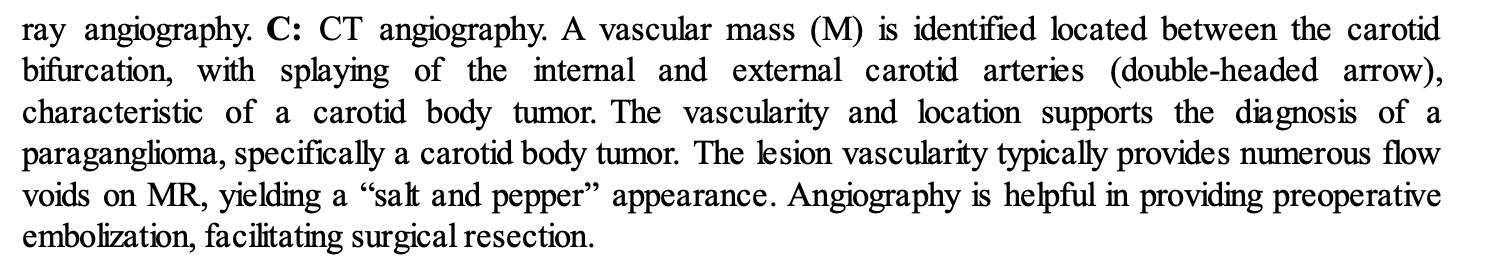 ray angiography. C: CT angiography. A vascular mass (M) is identified located between the carotid
bifurcation, with splaying of the internal and external carotid arteries (double-headed arrow),
characteristic of a carotid body tumor. The vascularity and location supports the diagnosis of a
paraganglioma, specifically a carotid body tumor. The lesion vascularity typically provides numerous flow
voids on MR, yielding a “salt and pepper” appearance. Angiography is helpful in providing preoperative
embolization, facilitating surgical resection.